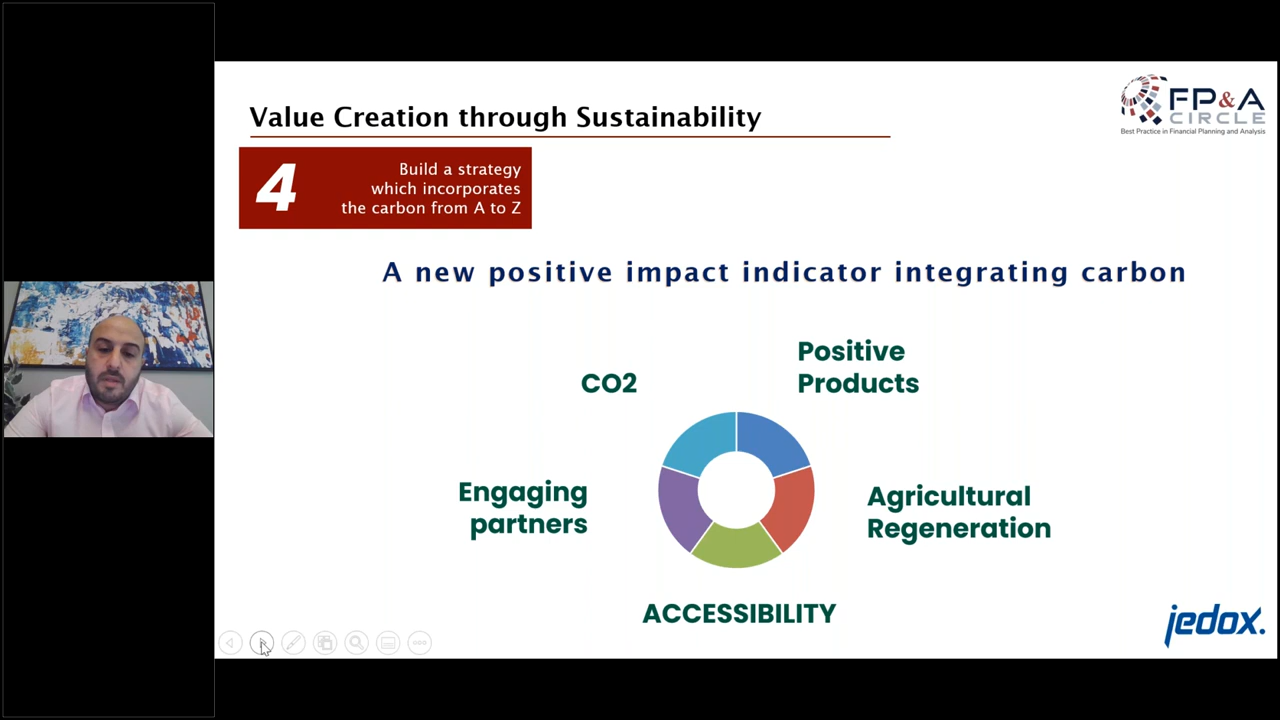 Value Creation through Sustainability
FP&A
CIRCLE
Best Practice in Financial Planning and Analysis
4
Build a strategy
which incorporates
the carbon from A to Z
A new positive impact indicator integrating carbon
CO2
Positive
Products
Engaging
partners
Agricultural
Regeneration
ACCESSIBILITY
jedox.